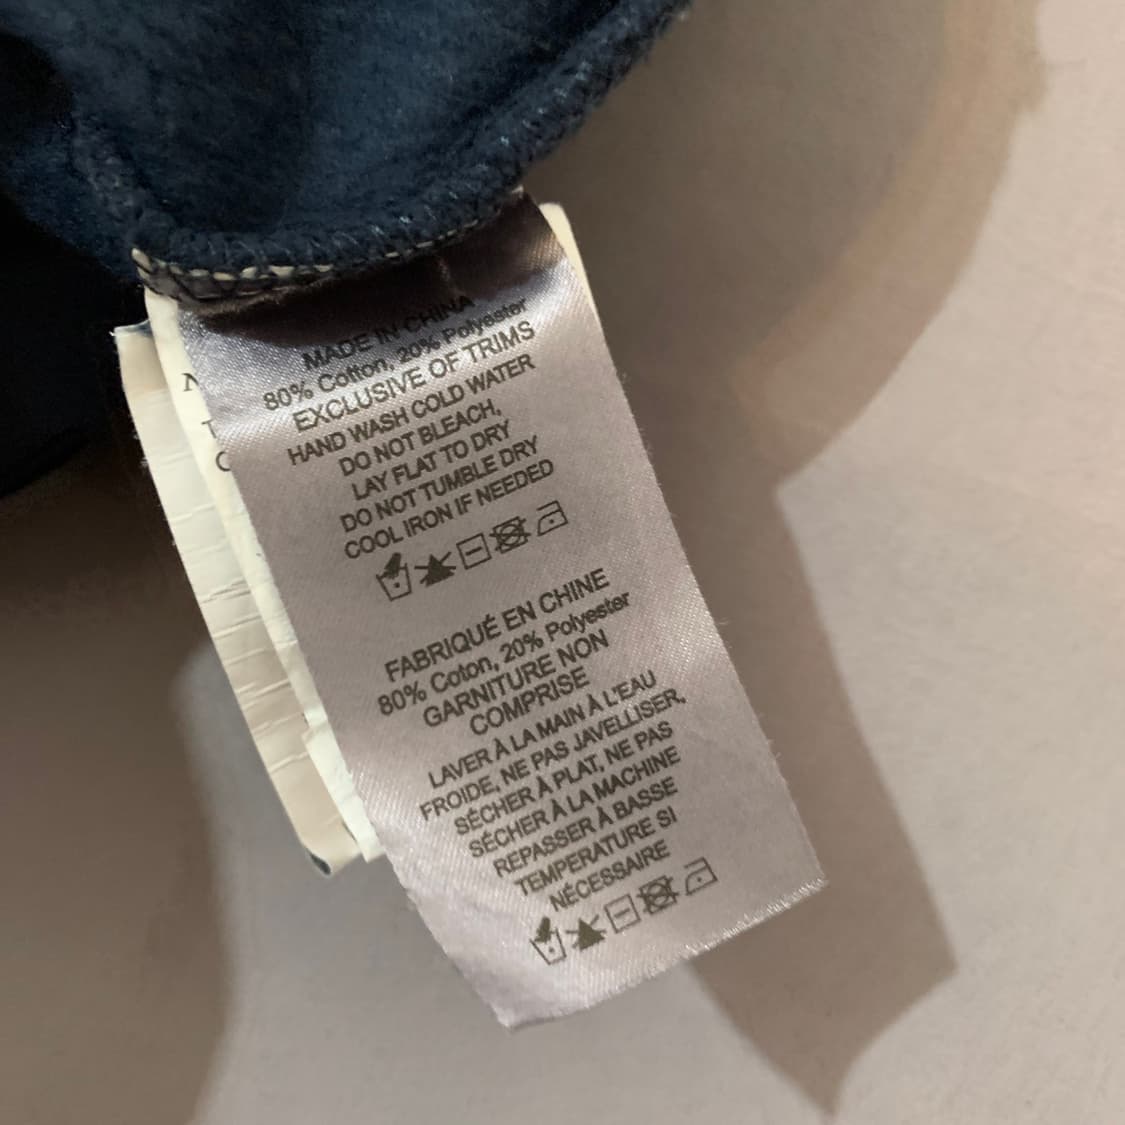 MADE IN CHINA
80% Cotton, 20% Polyester
EXCLUSIVE OF TRIMS
HAND WASH COLD WATER
DO NOT BLEACH,
LAY FLAT TO DRY
DO NOT TUMBLE DRY
COOL IRON IF NEEDED
FABRIQUÉ EN CHINE
80% Coton, 20% Polyester
GARNITURE NON
COMPRISE
LAVER À LA MAIN À L'EAU
FROIDE, NE PAS JAVELLISER,
SÉCHER À PLAT, NE PAS
SÉCHER À LA MACHINE
REPASSER À BASSE
TEMPERATURE SI
NÉCESSAIRE